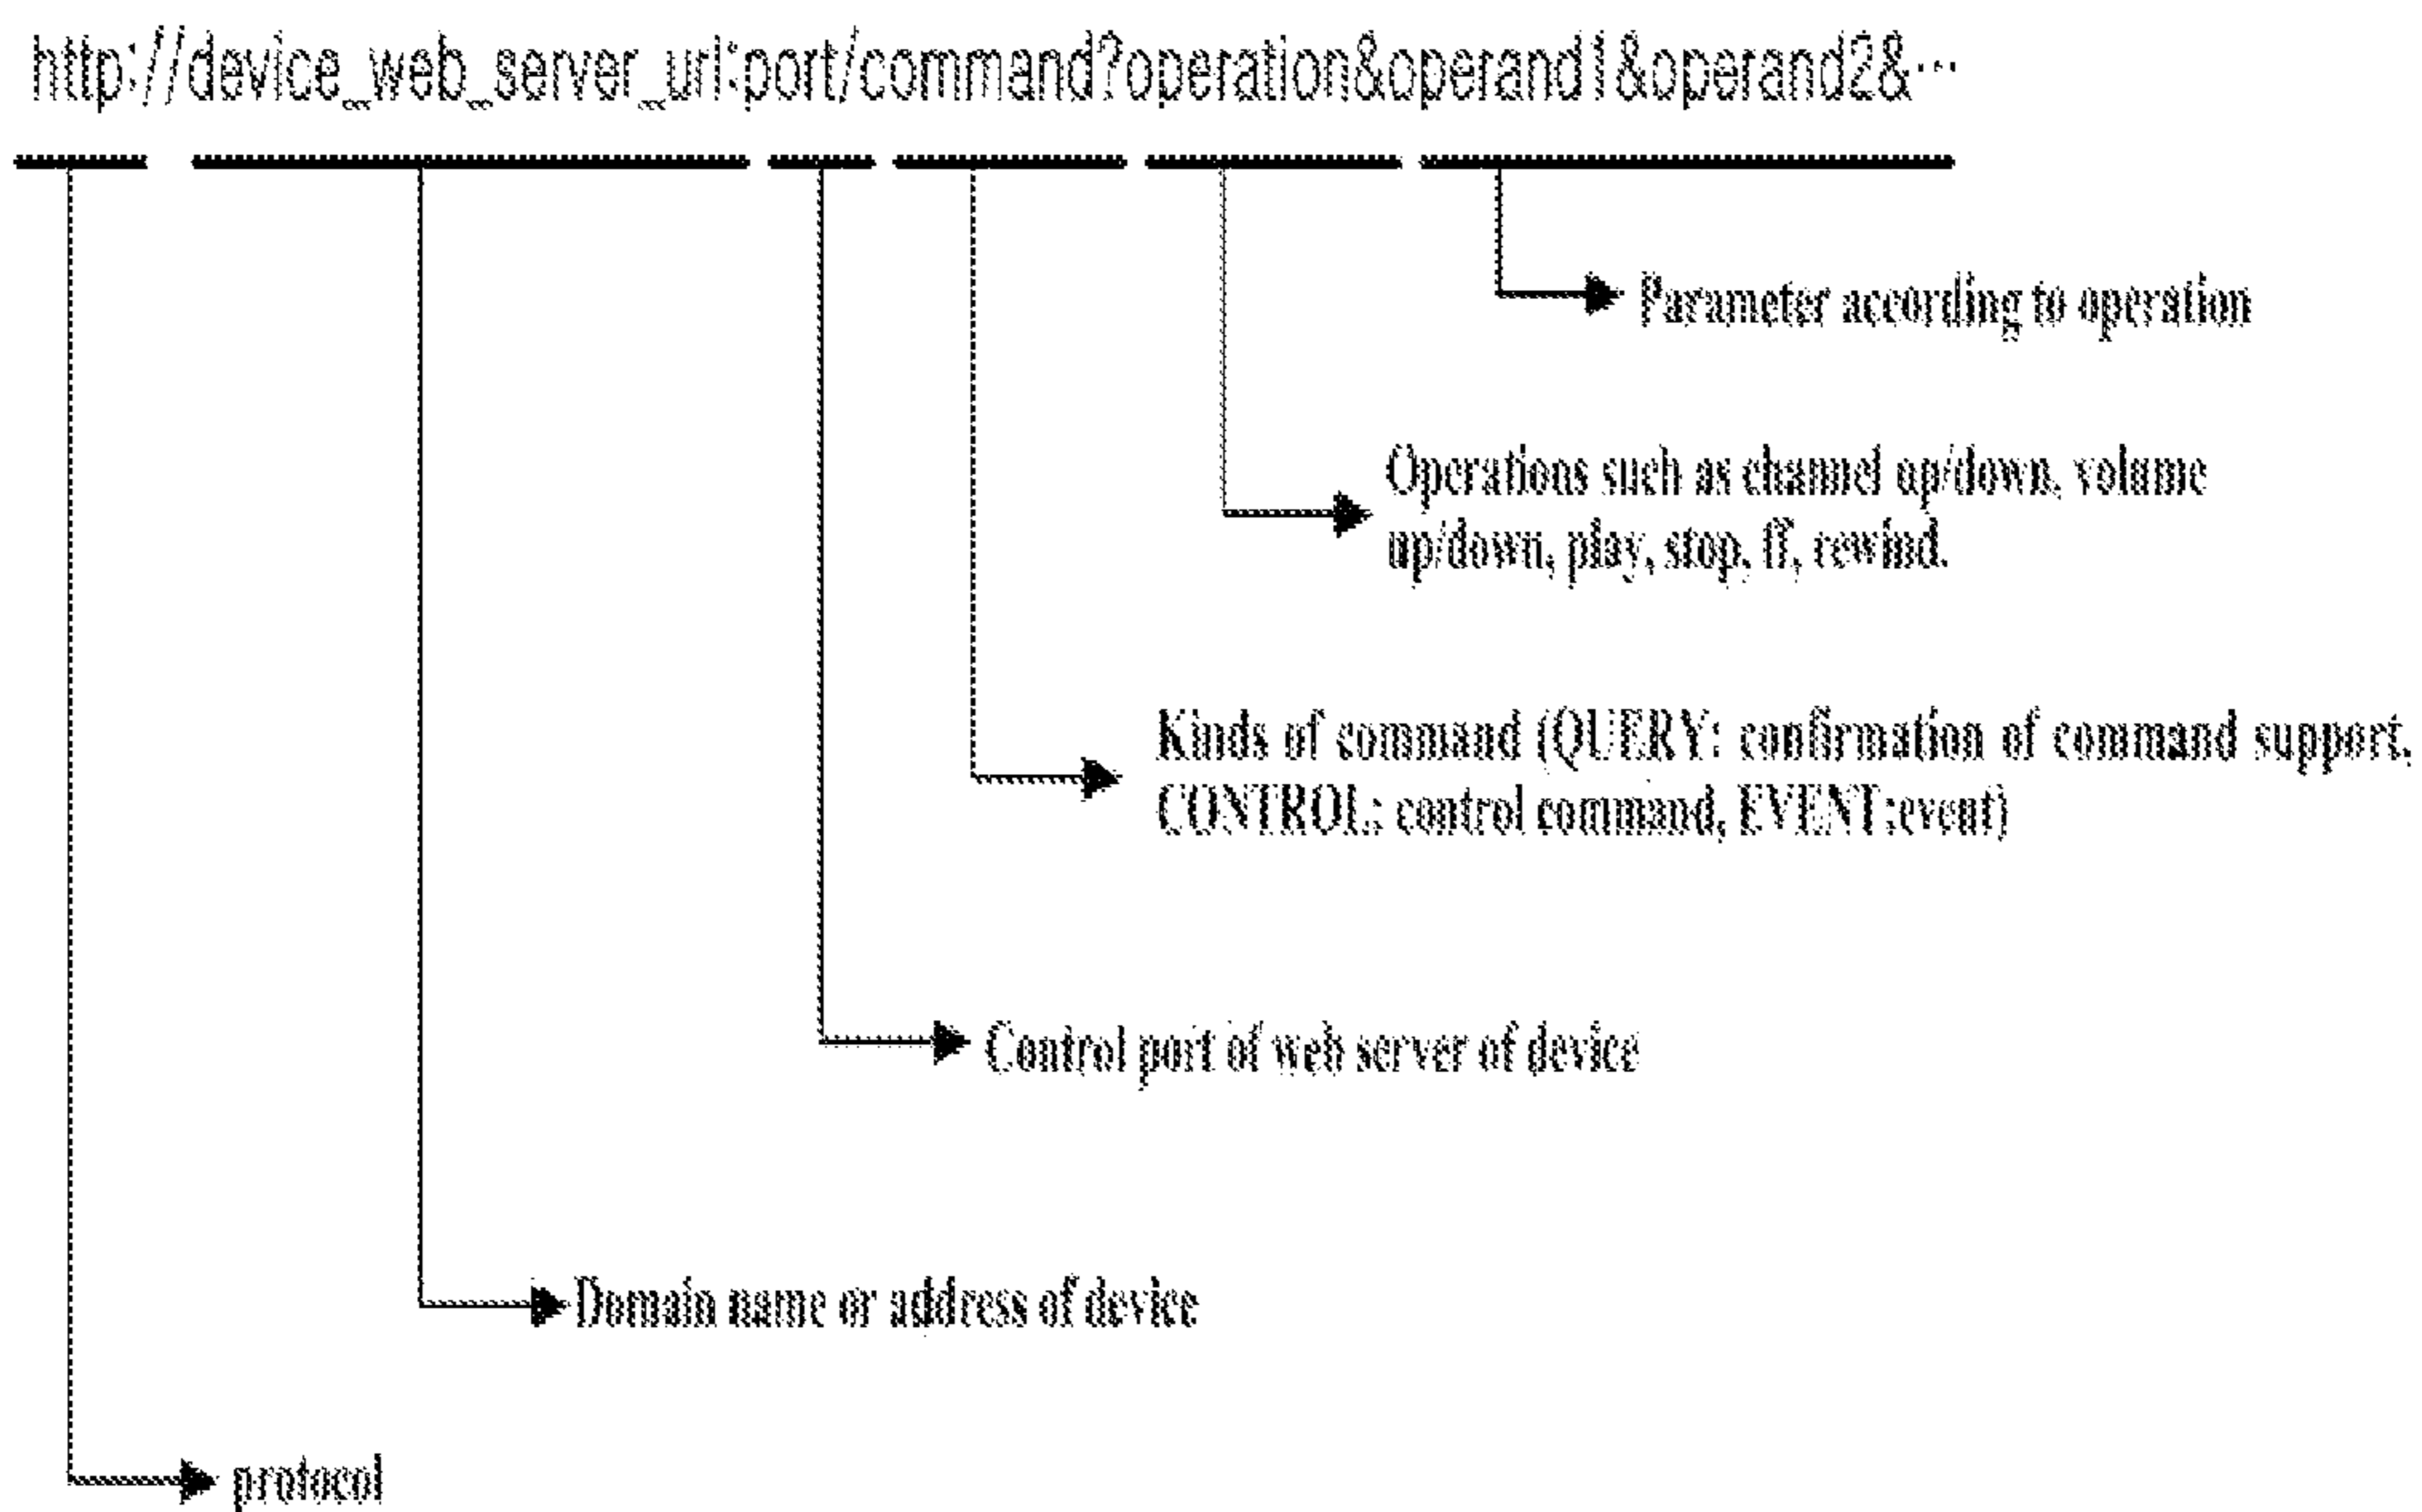 http://device_web_server_url:port/command?operation&operand1&operand2&···
Parameter according to operation
Operations such as channel up/down, volume
up/down, play, stop, ff, rewind.
Kinds of command (QUERY: confirmation of command support,
CONTROL: control command, EVENT:event)
Control port of web server of device
Domain name or address of device
protocol